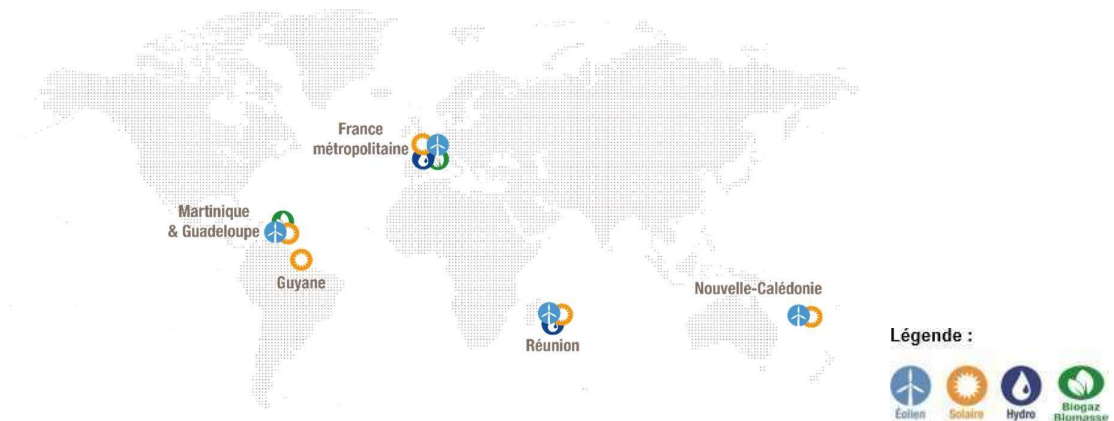 France
métropolitaine
Martinique
& Guadeloupe
Guyane
Nouvelle-Calédonie
Réunion
Légende :
Éolien
Solaire
Hydro
Biogaz
Biomasse